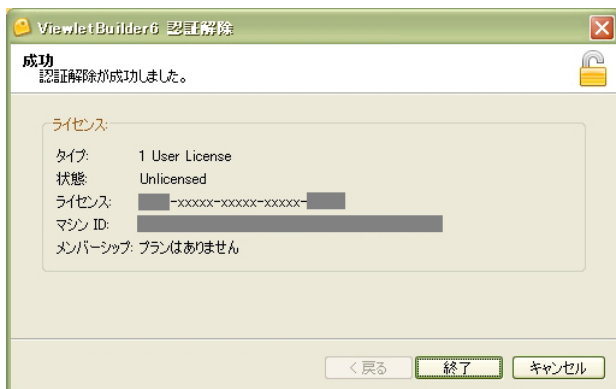 ViewletBuilder6 認証解除
成功
認証解除が成功しました。
ライセンス:
タイプ: 1 User License
状態: Unlicensed
ライセンス: -xxxxx-xxxxx-xxxxx-
マシン ID:
メンバーシップ: プランはありません
< 戻る 終了 キャンセル